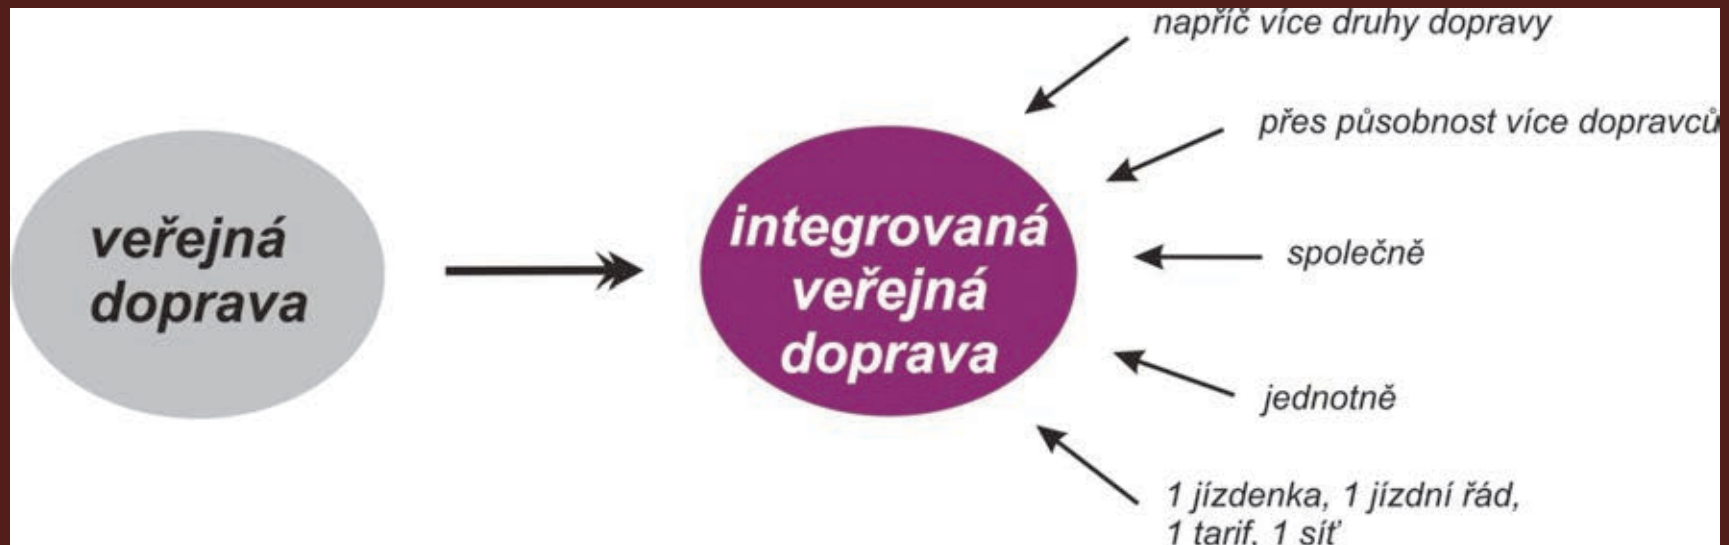 napříč více druhy dopravy
přes působnost více dopravců
veřejná
doprava
integrovaná
veřejná
doprava
společně
jednotně
1 jízdenka, 1 jízdní řád,
1 tarif, 1 síť